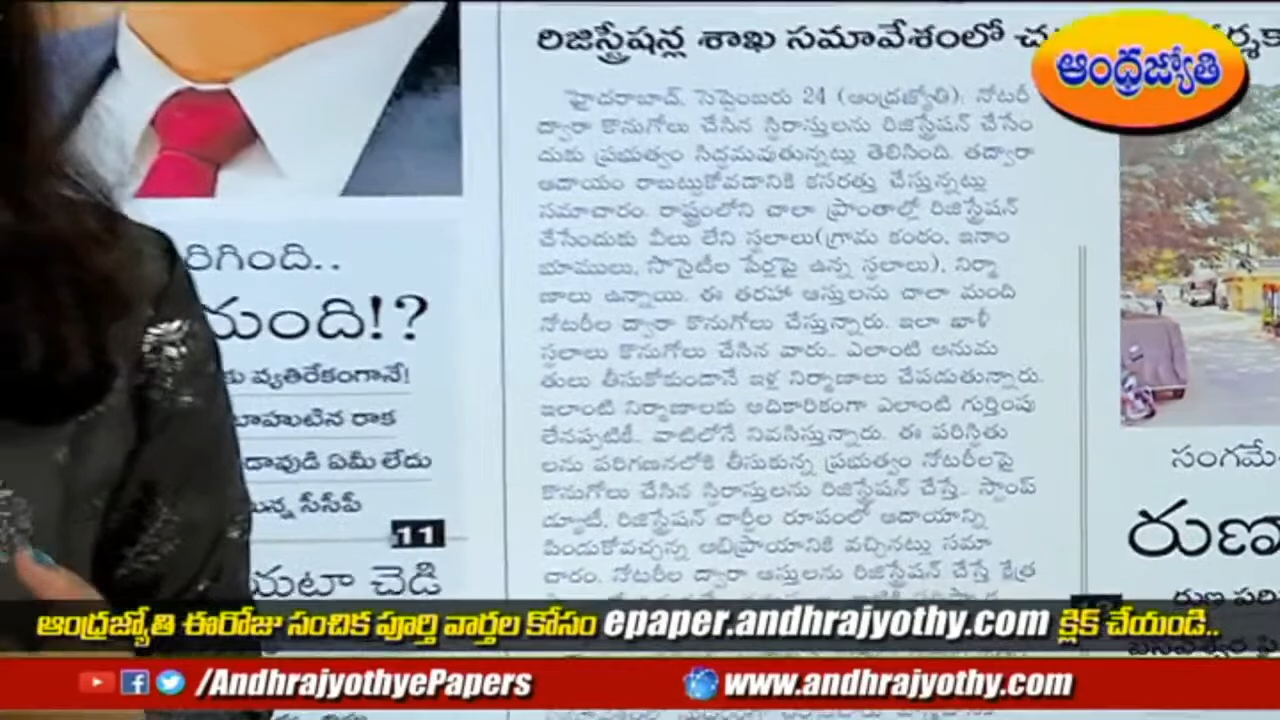 రిజిస్ట్రేషన్ల శాఖ సమావేశంలో
ఆంధ్రజ్యోతి
హైదరాబాద్, సెప్టెంబరు 24 (ఆంధ్రజ్యోతి): నోటరీ
ద్వారా కొనుగోలు చేసిన స్థిరాస్తులను రిజిస్ట్రేషన్ చేసేం
దుకు ప్రభుత్వం సిద్ధమవుతున్నట్లు తెలిసింది. తద్వారా
ఆదాయం రాబట్టుకోవడానికి కసరత్తు చేస్తున్నట్లు
సమాచారం. రాష్ట్రంలోని చాలా ప్రాంతాల్లో రిజిస్ట్రేషన్
చేసేందుకు వీలు లేని స్థలాలు(గ్రామ కంఠం, ఇనాం
భూములు, సొసైటీల పేర్లపై ఉన్న స్థలాలు), నిర్మా
ణాలు ఉన్నాయి. ఈ తరహా ఆస్తులను చాలా మంది
నోటరీల ద్వారా కొనుగోలు చేస్తున్నారు. ఇలా ఖాళీ
స్థలాలు కొనుగోలు చేసిన వారు.. ఎలాంటి అనుమ
తులు తీసుకోకుండానే ఇళ్ల నిర్మాణాలు చేపడుతున్నారు.
ఇలాంటి నిర్మాణాలకు అధికారికంగా ఎలాంటి గుర్తింపు
లేనప్పటికీ.. వాటిలోనే నివసిస్తున్నారు. ఈ పరిస్థితు
లను పరిగణనలోకి తీసుకున్న ప్రభుత్వం నోటరీలపై
కొనుగోలు చేసిన స్థిరాస్తులను రిజిస్ట్రేషన్ చేస్తే.. స్టాంప్
డ్యూటీ, రిజిస్ట్రేషన్ చార్జీల రూపంలో ఆదాయాన్ని
పిండుకోవచ్చన్న అభిప్రాయానికి వచ్చినట్లు సమా
చారం. నోటరీల ద్వారా ఆస్తులను రిజిస్ట్రేషన్ చేస్తే క్షేత్ర
రిగింది..
మంది!?
కు వ్యతిరేకంగానే!
బాహుటిన రాక
డావుడి ఏమీ లేదు
కున్న సీసీపీ
11
యటా చెడి
సంగమే
రుణ
రుణ పరి
ఆంధ్రజ్యోతి ఈరోజు సంచిక పూర్తి వార్తల కోసం epaper.andhrajyothy.com క్లిక్ చేయండి..
/AndhrajyothyePapers
www.andhrajyothy.com